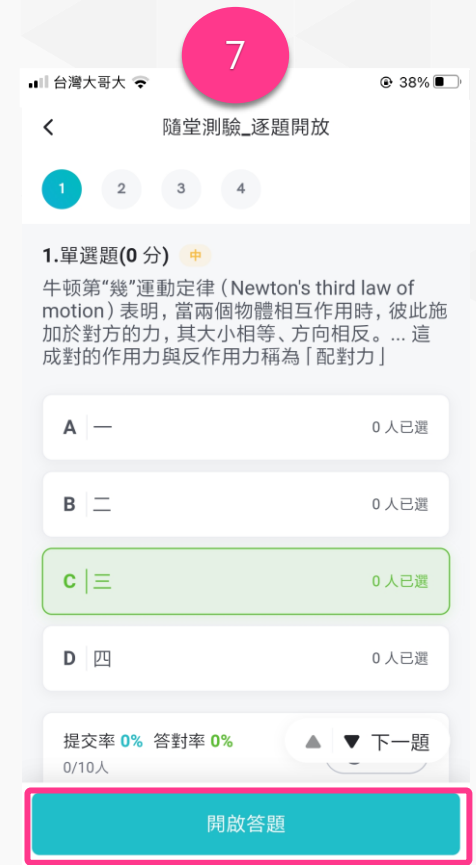 7
台灣大哥大
38%
隨堂測驗_逐題開放
1 2 3 4
1.單選題(0 分) 中
牛頓第“幾”運動定律（Newton's third law of
motion）表明，當兩個物體相互作用時，彼此施
加於對方的力，其大小相等、方向相反。... 這
成對的作用力與反作用力稱為「配對力」
A 一 0 人已選
B 二 0 人已選
C 三 0 人已選
D 四 0 人已選
提交率 0% 答對率 0%
▲ ▼ 下一題
0/10人
開啟答題